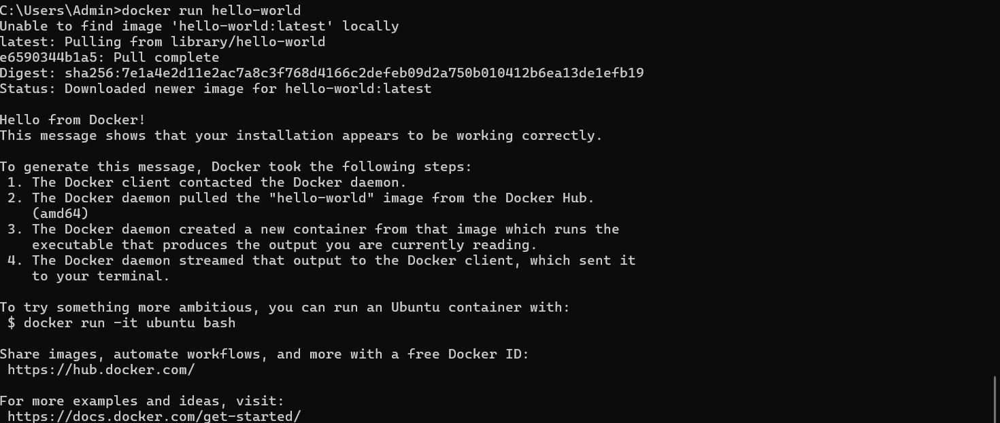 C:\Users\Admin>docker run hello-world
Unable to find image 'hello-world:latest' locally
latest: Pulling from library/hello-world
e6590344b1a5: Pull complete
Digest: sha256:7e1a4e2d11e2ac7a8c3f768d4166c2defeb09d2a750b010412b6ea13de1efb19
Status: Downloaded newer image for hello-world:latest

Hello from Docker!
This message shows that your installation appears to be working correctly.

To generate this message, Docker took the following steps:
 1. The Docker client contacted the Docker daemon.
 2. The Docker daemon pulled the "hello-world" image from the Docker Hub.
    (amd64)
 3. The Docker daemon created a new container from that image which runs the
    executable that produces the output you are currently reading.
 4. The Docker daemon streamed that output to the Docker client, which sent it
    to your terminal.

To try something more ambitious, you can run an Ubuntu container with:
 $ docker run -it ubuntu bash

Share images, automate workflows, and more with a free Docker ID:
 https://hub.docker.com/

For more examples and ideas, visit:
 https://docs.docker.com/get-started/